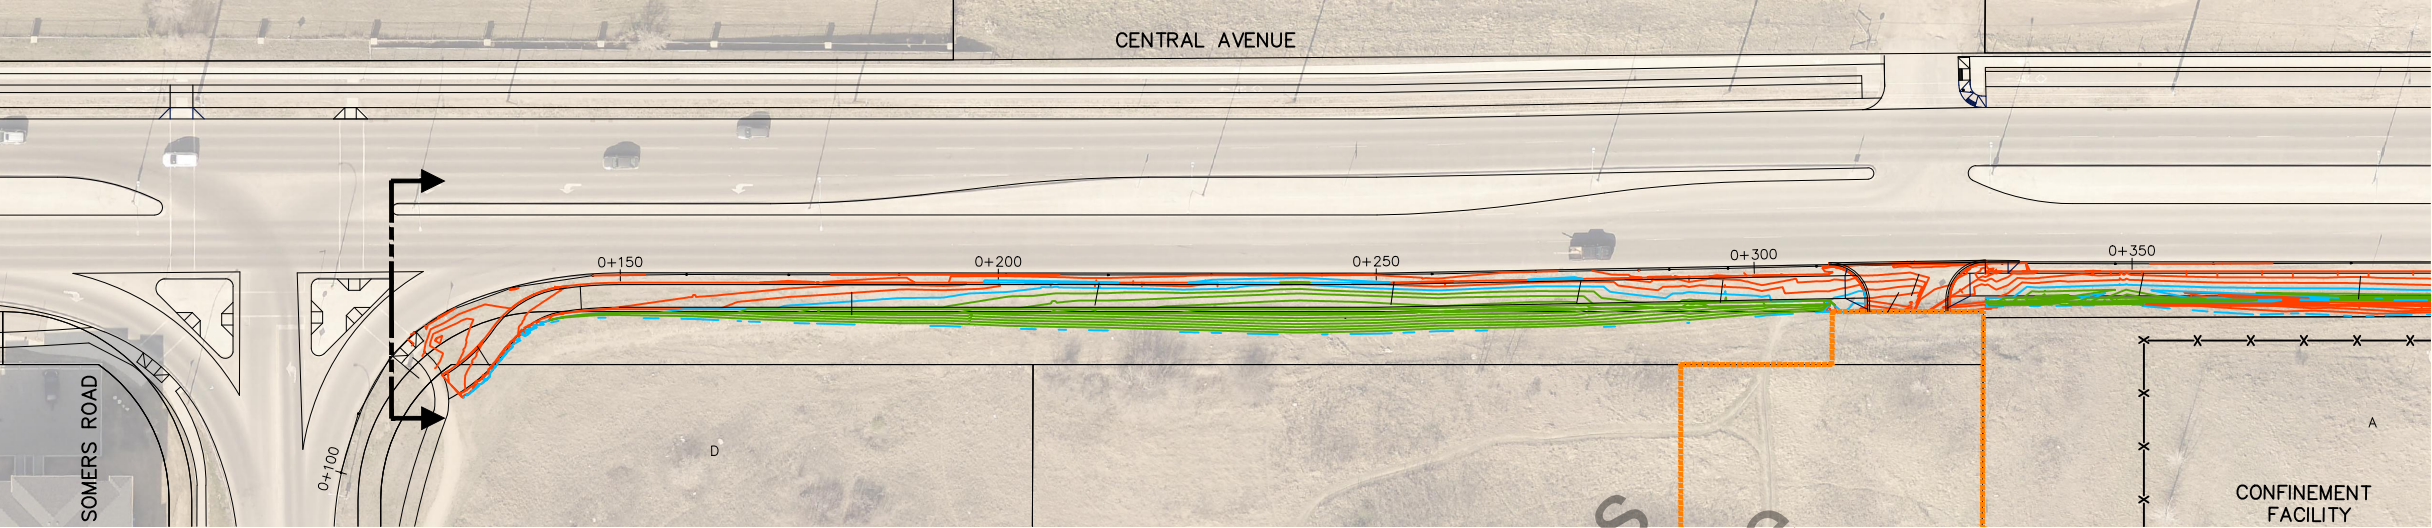 CENTRAL AVENUE
0+150
0+200
0+250
0+300
0+350
SOMERS ROAD
0+100
D
A
CONFINEMENT
FACILITY
s
e